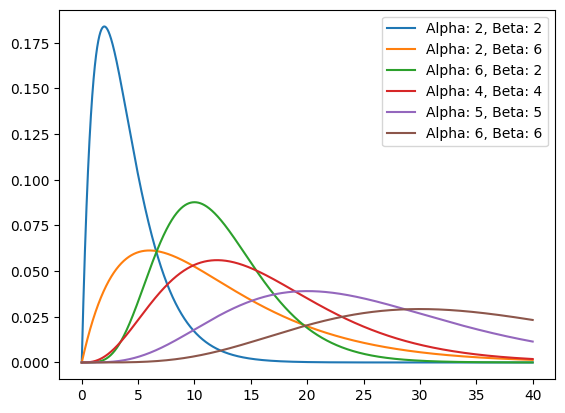 0.175
0.150
0.125
0.100
0.075
0.050
0.025
0.000
0 5 10 15 20 25 30 35 40
Alpha: 2, Beta: 2
Alpha: 2, Beta: 6
Alpha: 6, Beta: 2
Alpha: 4, Beta: 4
Alpha: 5, Beta: 5
Alpha: 6, Beta: 6